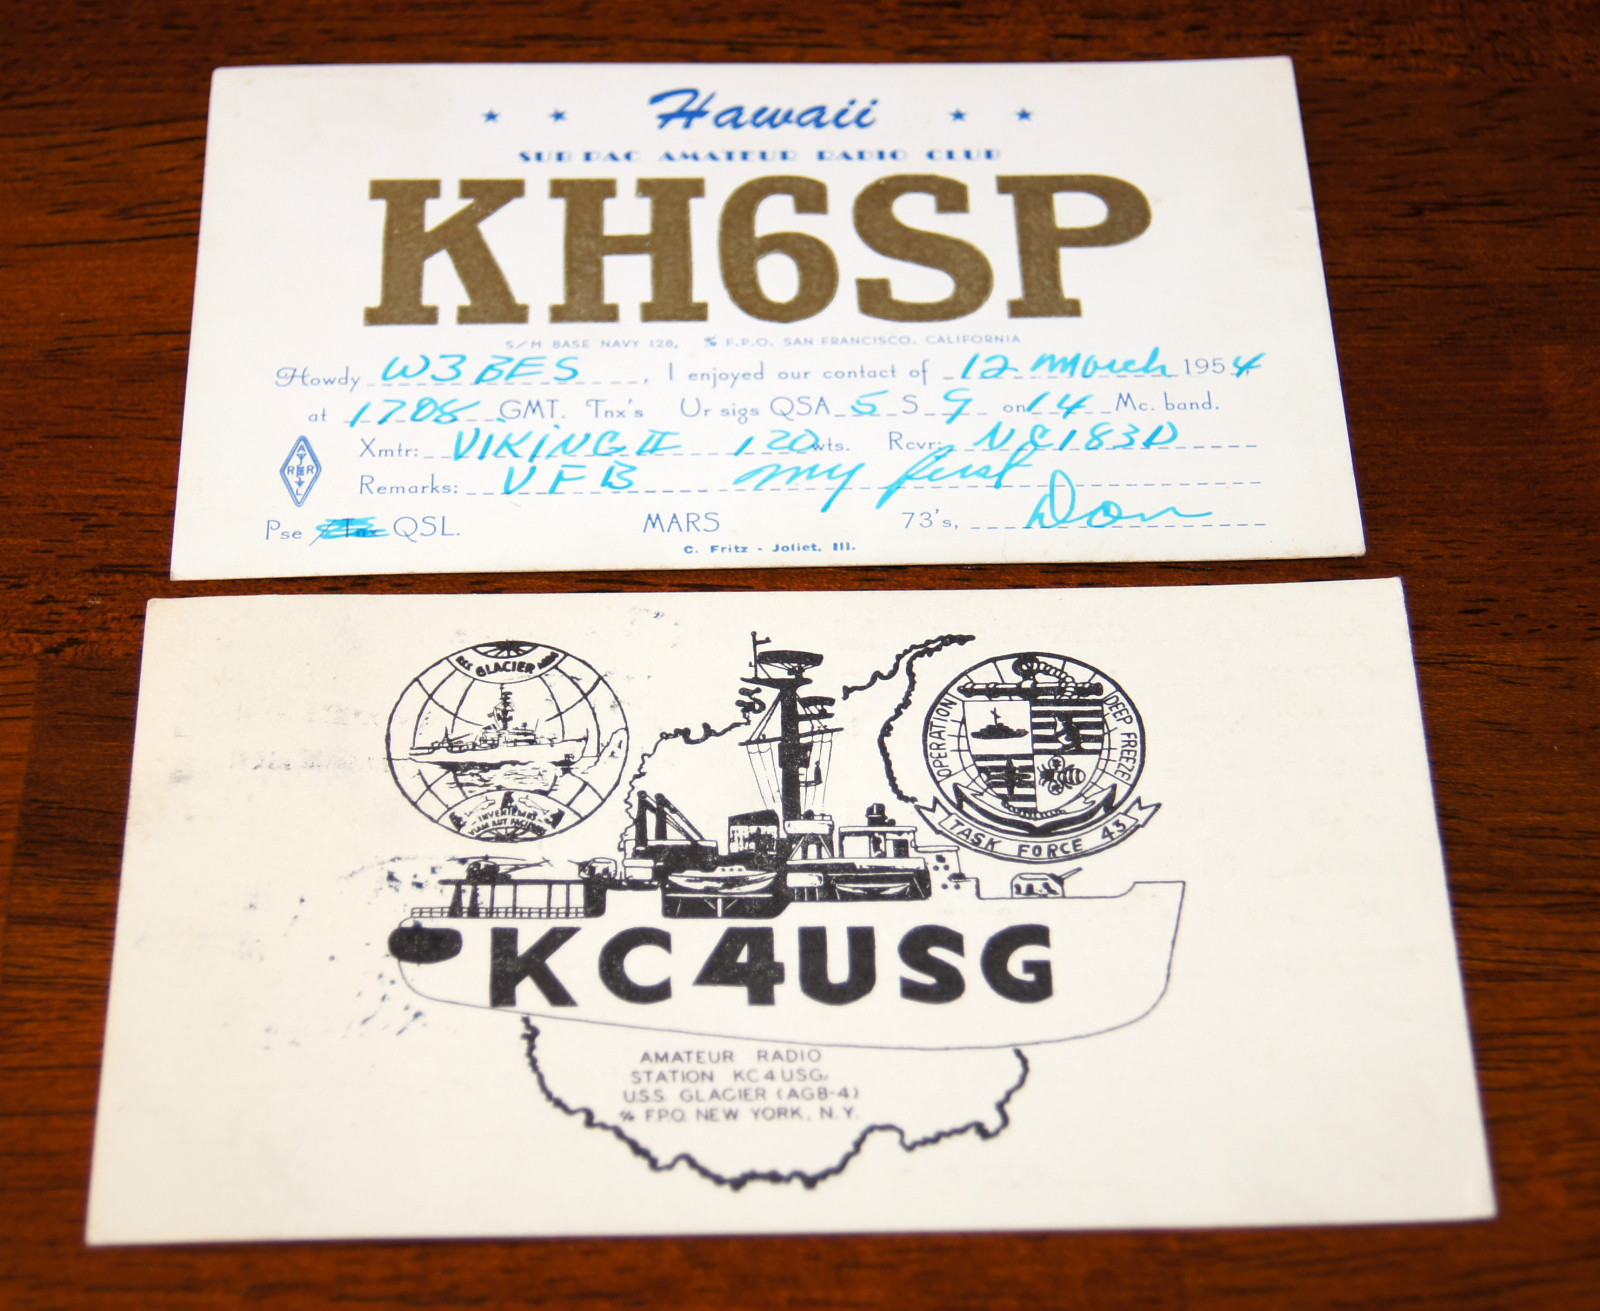 Hawaii
SUB PAC AMATEUR RADIO CLUB
KH6SP
S/M BASE NAVY 128, % F.P.O. SAN FRANCISCO, CALIFORNIA
Howdy W3BES, I enjoyed our contact of 12 March 1954
at 1708 GMT. Tnx's Ur sigs QSA 5 S 9 on 14 Mc. band.
Xmtr: VIKING II 120 wts. Rcvr: NC183D
Remarks: VFB my first
ARRL
Pse Tnx QSL. MARS 73's, Don
C. Fritz - Joliet, Ill.
GLACIER
OPERATION DEEP FREEZE
TASK FORCE 43
KC4USG
AMATEUR RADIO
STATION KC4USG,
U.S.S. GLACIER (AGB-4)
% F.P.O. NEW YORK, N.Y.